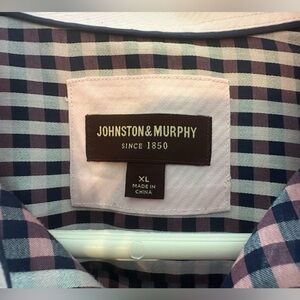 JOHNSTON & MURPHY
SINCE 1850
XL
MADE IN
CHINA